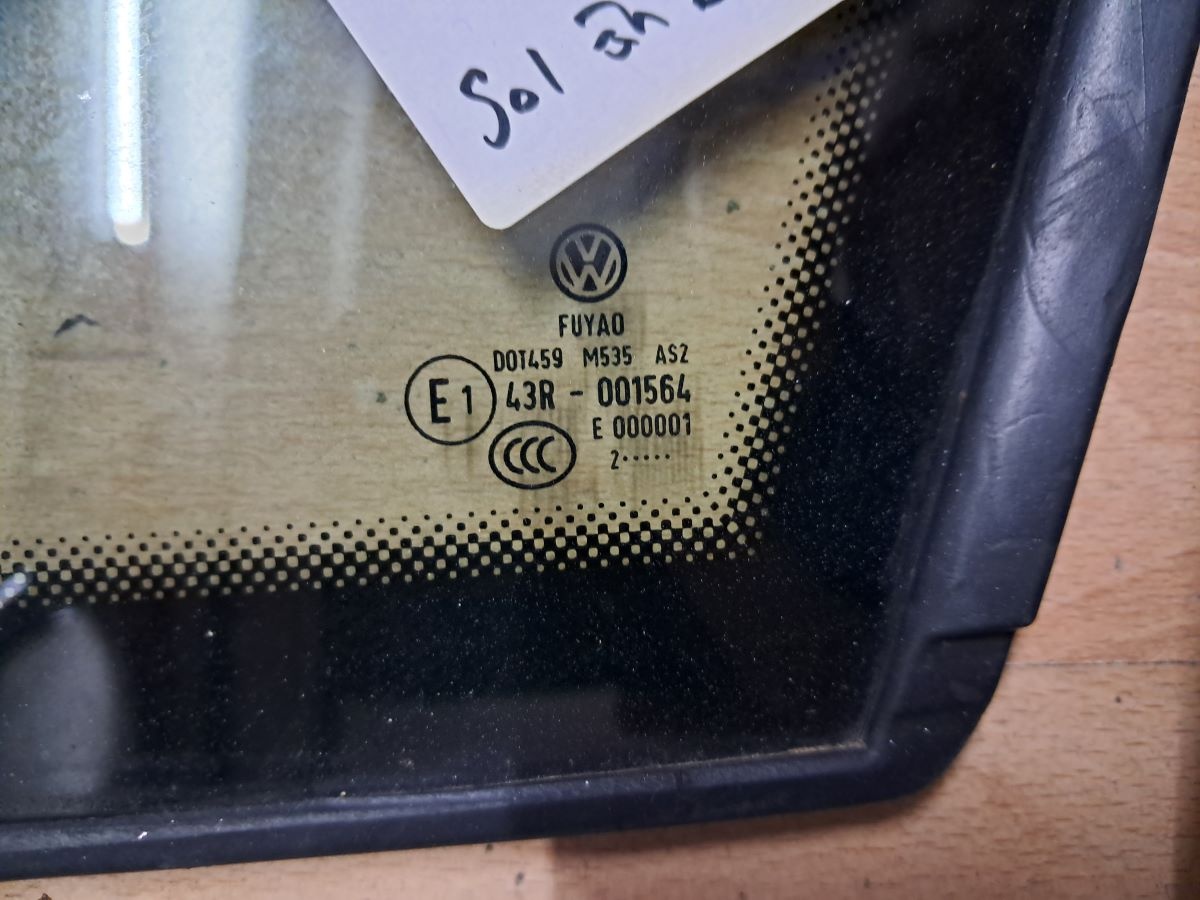 Sol
FUYAO
DOT459 M535 AS2
E1 43R - 001564
E 000001
CCC
2·····